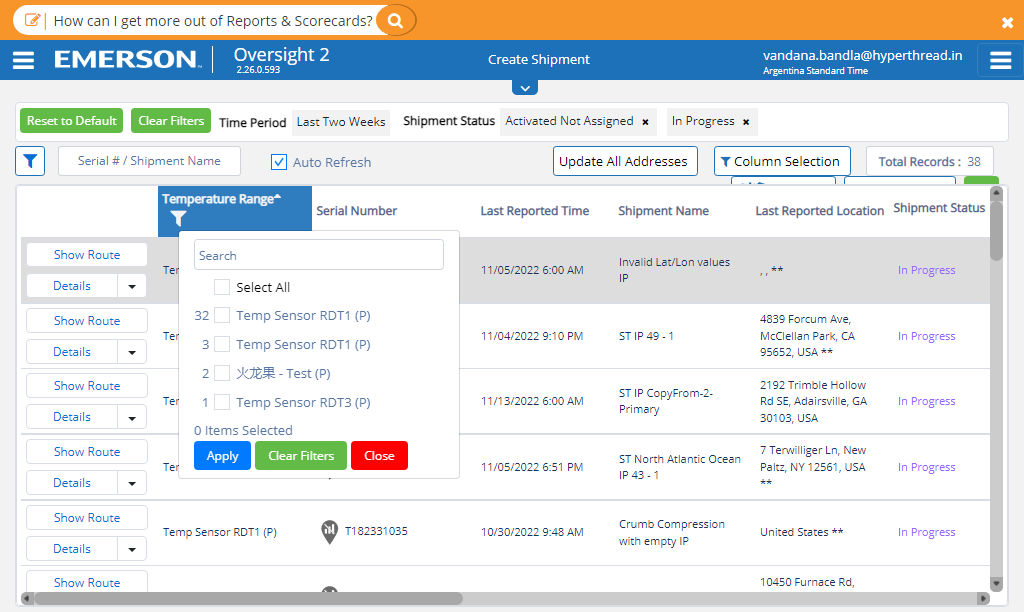 How can I get more out of Reports & Scorecards?
EMERSON
Oversight 2
2.26.0.593
Create Shipment
vandana.bandla@hyperthread.in
Argentina Standard Time
Reset to Default
Clear Filters
Time Period
Last Two Weeks
Shipment Status
Activated Not Assigned ×
In Progress ×
Serial # / Shipment Name
Auto Refresh
Update All Addresses
Column Selection
Total Records : 38
Temperature Range
Serial Number
Last Reported Time
Shipment Name
Last Reported Location
Shipment Status
Search
Select All
32 Temp Sensor RDT1 (P)
3 Temp Sensor RDT1 (P)
2 火龙果 - Test (P)
1 Temp Sensor RDT3 (P)
0 Items Selected
Apply
Clear Filters
Close
Show Route
Details
11/05/2022 6:00 AM
Invalid Lat/Lon values
IP
, , **
In Progress
Show Route
Details
11/04/2022 9:10 PM
ST IP 49 - 1
4839 Forcum Ave,
McClellan Park, CA
95652, USA **
In Progress
Show Route
Details
11/13/2022 6:00 AM
ST IP CopyFrom-2-
Primary
2192 Trimble Hollow
Rd SE, Adairsville, GA
30103, USA
In Progress
Show Route
Details
11/05/2022 6:51 PM
ST North Atlantic Ocean
IP 43 - 1
7 Terwilliger Ln, New
Paltz, NY 12561, USA
**
In Progress
Show Route
Details
Temp Sensor RDT1 (P)
T182331035
10/30/2022 9:48 AM
Crumb Compression
with empty IP
United States **
In Progress
Show Route
10450 Furnace Rd,